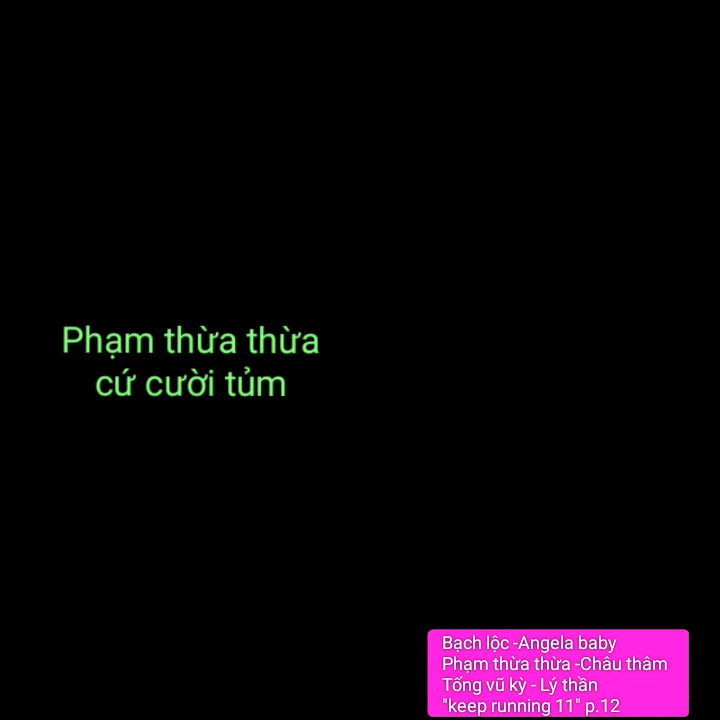 Phạm thừa thừa
cứ cười tủm
Bạch lộc -Angela baby
Phạm thừa thừa -Châu thâm
Tống vũ kỳ - Lý thần
"keep running 11" p.12